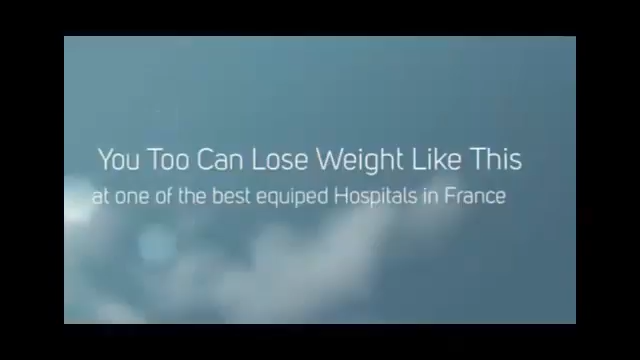 You Too Can Lose Weight Like This
at one of the best equiped Hospitals in France